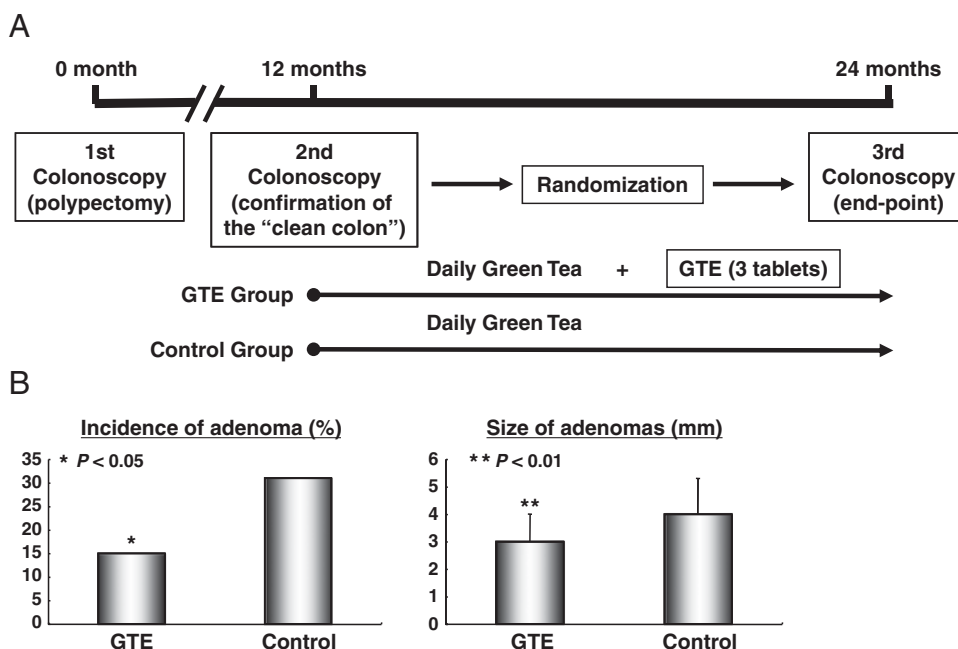 A
0 month
12 months
24 months
1st
Colonoscopy
(polypectomy)
2nd
Colonoscopy
(confirmation of
the “clean colon”)
Randomization
3rd
Colonoscopy
(end-point)
Daily Green Tea + GTE (3 tablets)
GTE Group
Daily Green Tea
Control Group
B
Incidence of adenoma (%)
* P < 0.05
35
30
25
20
15
10
5
0
*
GTE Control
Size of adenomas (mm)
** P < 0.01
6
5
4
3
2
1
0
**
GTE Control